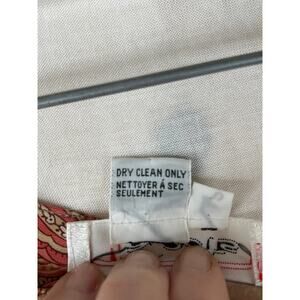 DRY CLEAN ONLY
NETTOYER Á SEC
SEULEMENT